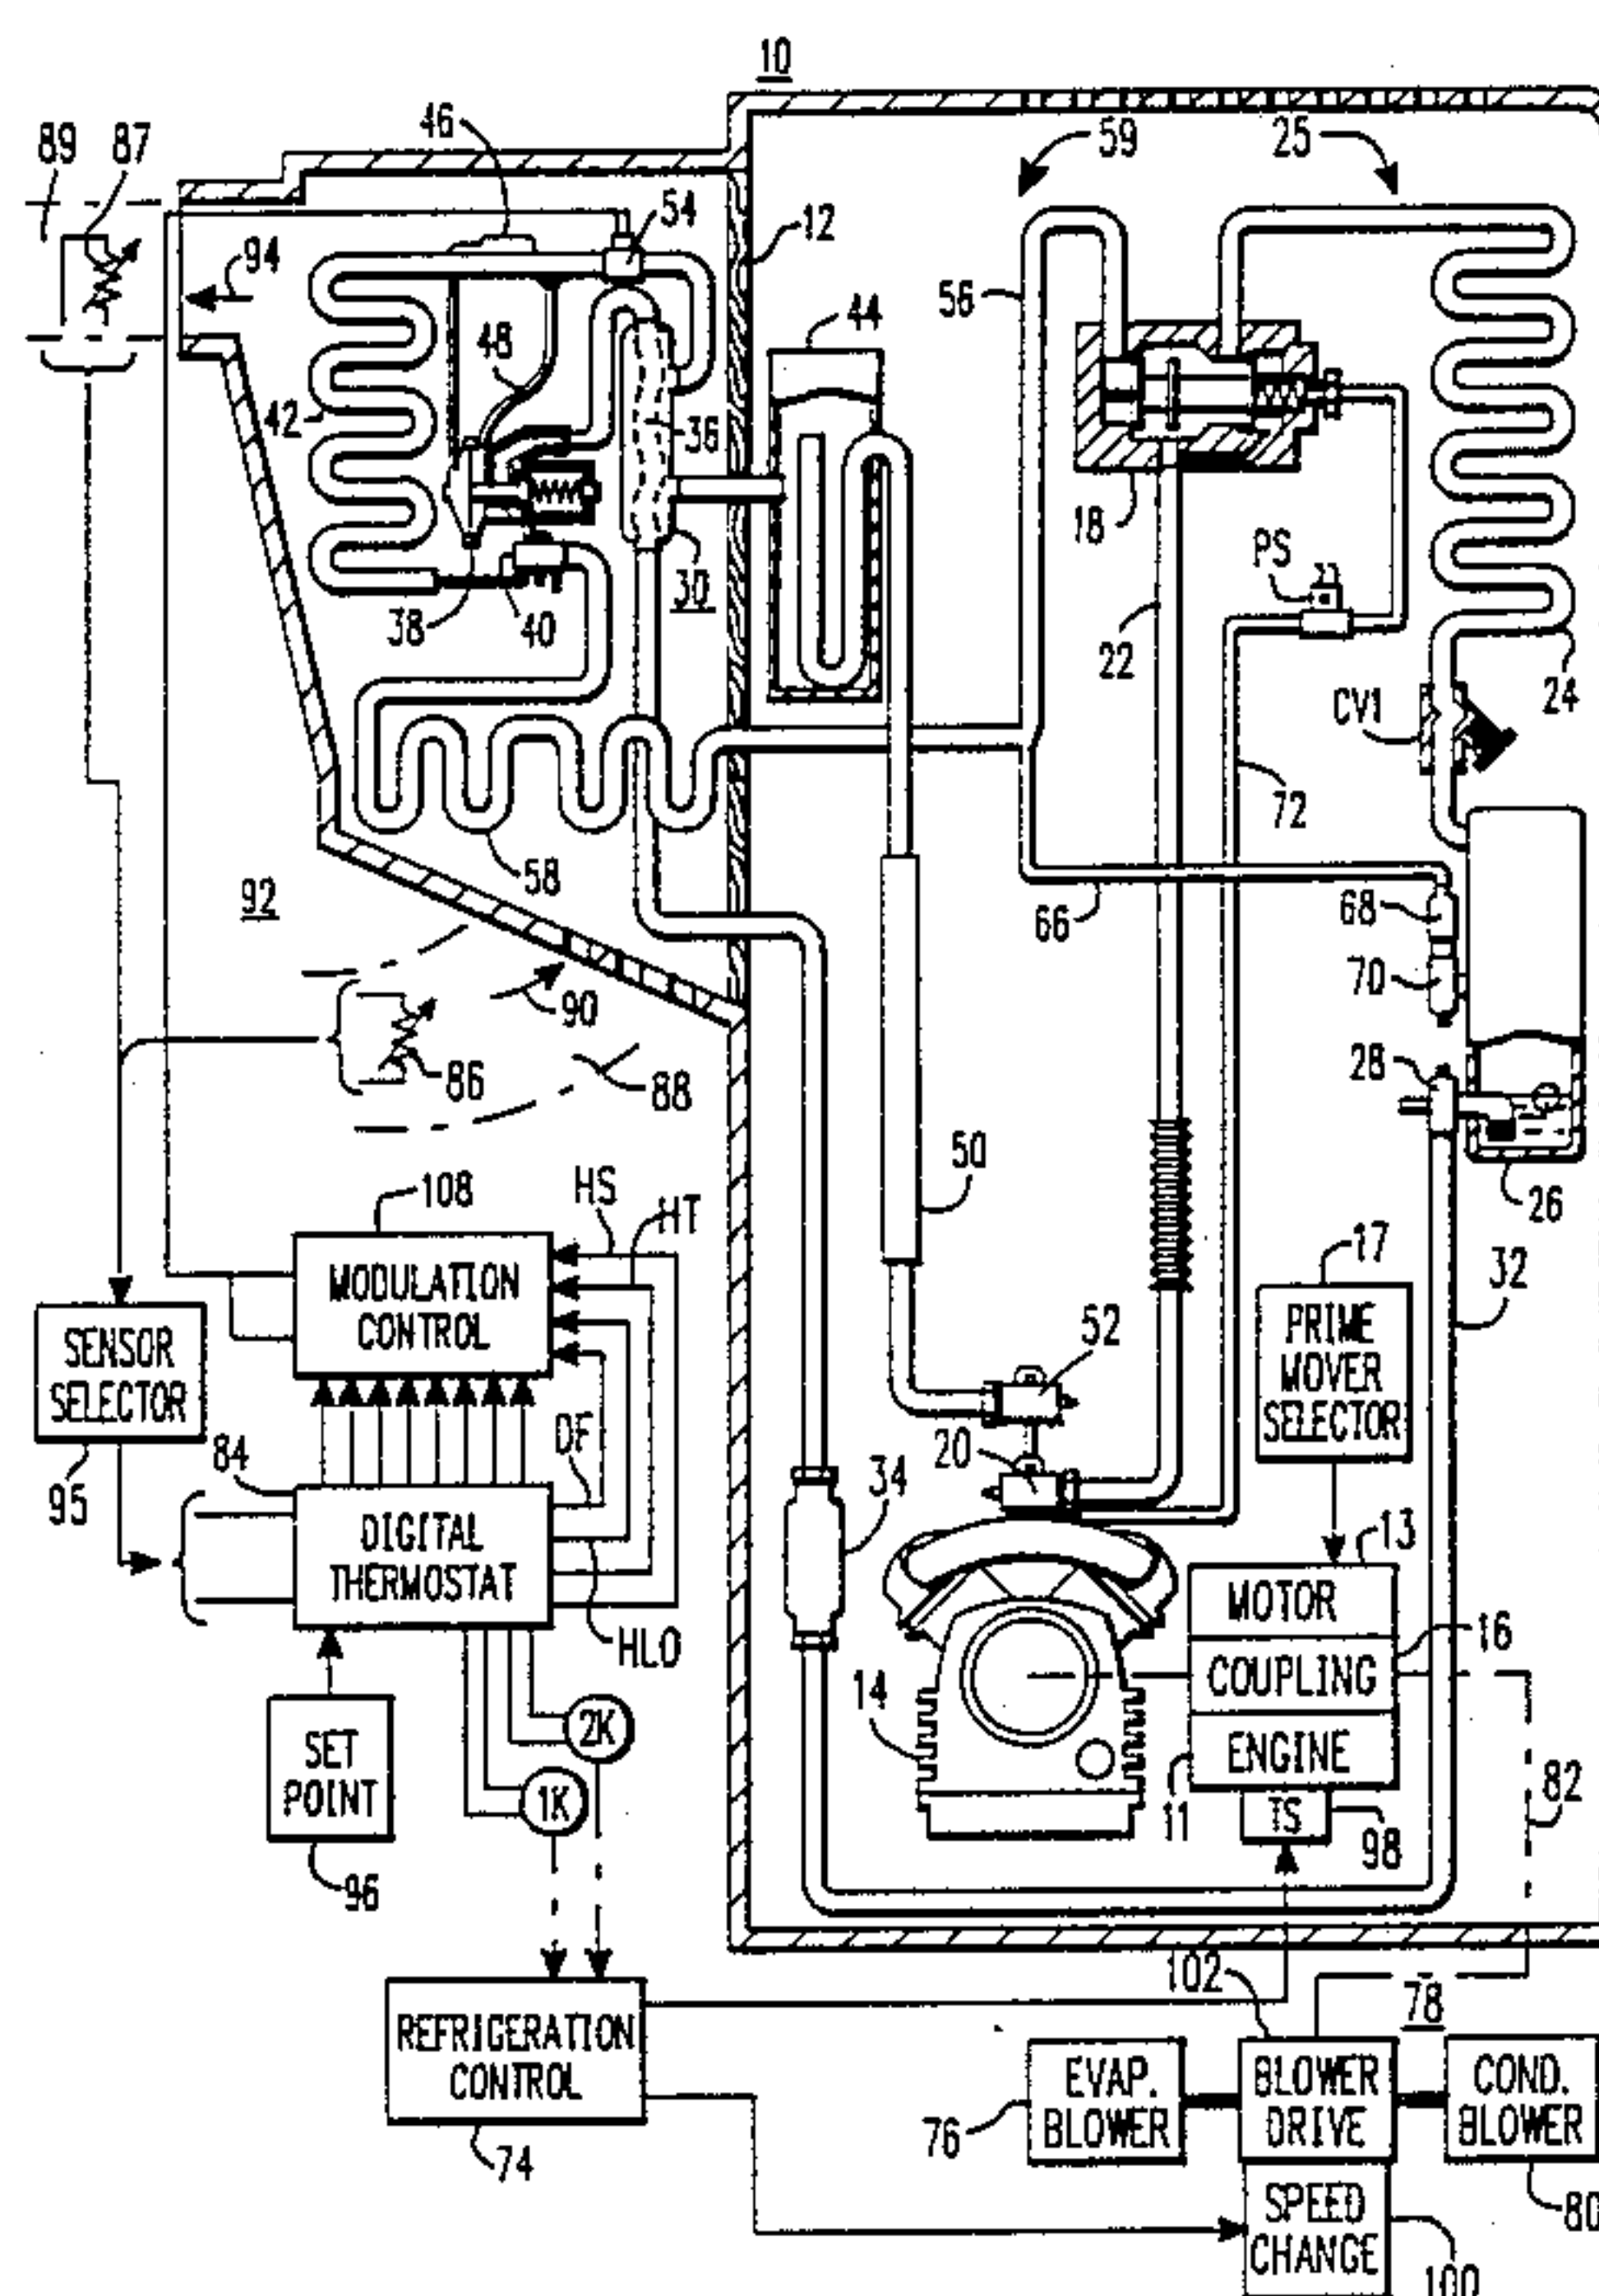 10
89 87
46
59
25
54
12
94
56
44
48
42
36
18
PS
38
40
30
22
24
CV1
72
58
92
66
68
70
90
86
88
28
50
26
108
HS
HT
17
32
MODULATION
CONTROL
PRIME
MOVER
SELECTOR
SENSOR
SELECTOR
52
DF
20
84
34
95
13
DIGITAL
THERMOSTAT
MOTOR
16
HLO
COUPLING
14
SET
POINT
2K
ENGINE
1K
82
11
TS
98
96
102
78
REFRIGERATION
CONTROL
EVAP.
BLOWER
BLOWER
DRIVE
COND.
BLOWER
76
74
SPEED
CHANGE
80
100